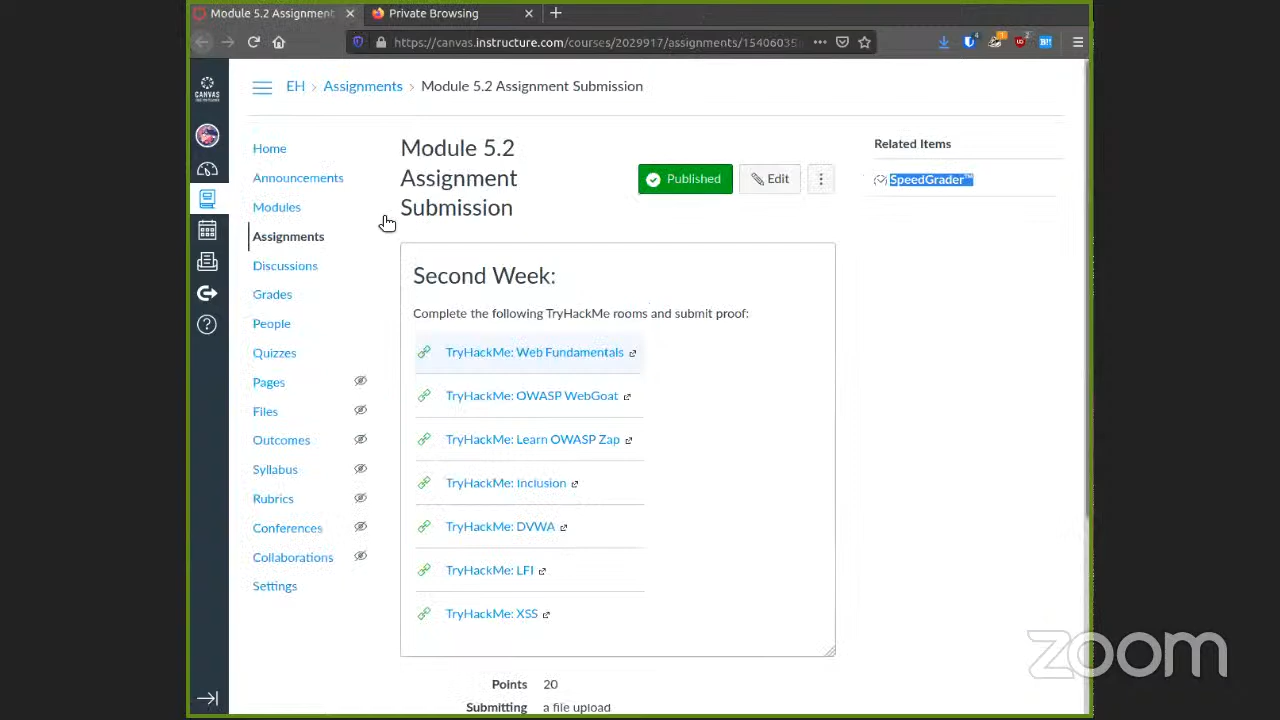 Module 5.2 Assignment
Private Browsing
https://canvas.instructure.com/courses/2029917/assignments/15406035
CANVAS
EH > Assignments > Module 5.2 Assignment Submission
Home
Announcements
Modules
Assignments
Discussions
Grades
People
Quizzes
Pages
Files
Outcomes
Syllabus
Rubrics
Conferences
Collaborations
Settings
Module 5.2
Assignment
Submission
Published
Edit
Second Week:
Complete the following TryHackMe rooms and submit proof:
TryHackMe: Web Fundamentals
TryHackMe: OWASP WebGoat
TryHackMe: Learn OWASP Zap
TryHackMe: Inclusion
TryHackMe: DVWA
TryHackMe: LFI
TryHackMe: XSS
Points 20
Submitting a file upload
Related Items
SpeedGrader™
zoom